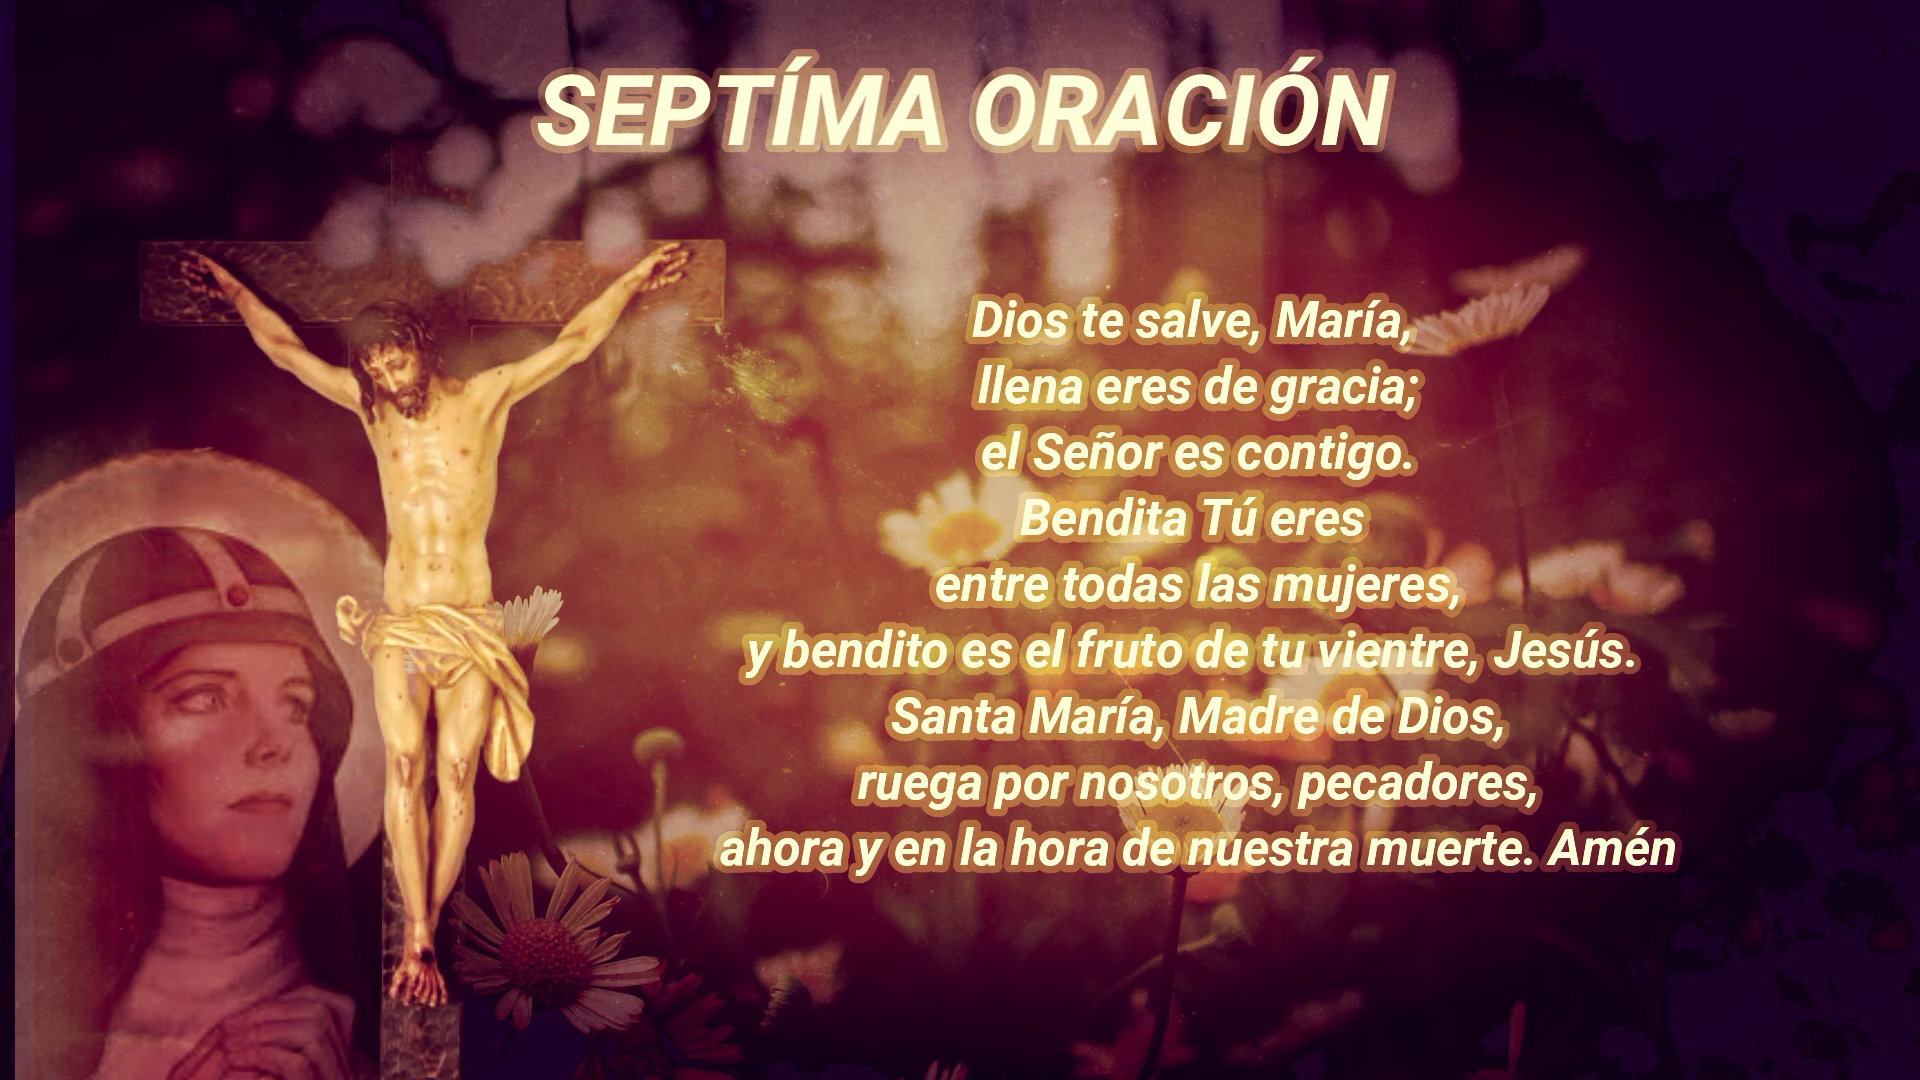 SEPTÍMA ORACIÓN
Dios te salve, María,
llena eres de gracia;
el Señor es contigo.
Bendita Tú eres
entre todas las mujeres,
y bendito es el fruto de tu vientre, Jesús.
Santa María, Madre de Dios,
ruega por nosotros, pecadores,
ahora y en la hora de nuestra muerte. Amén